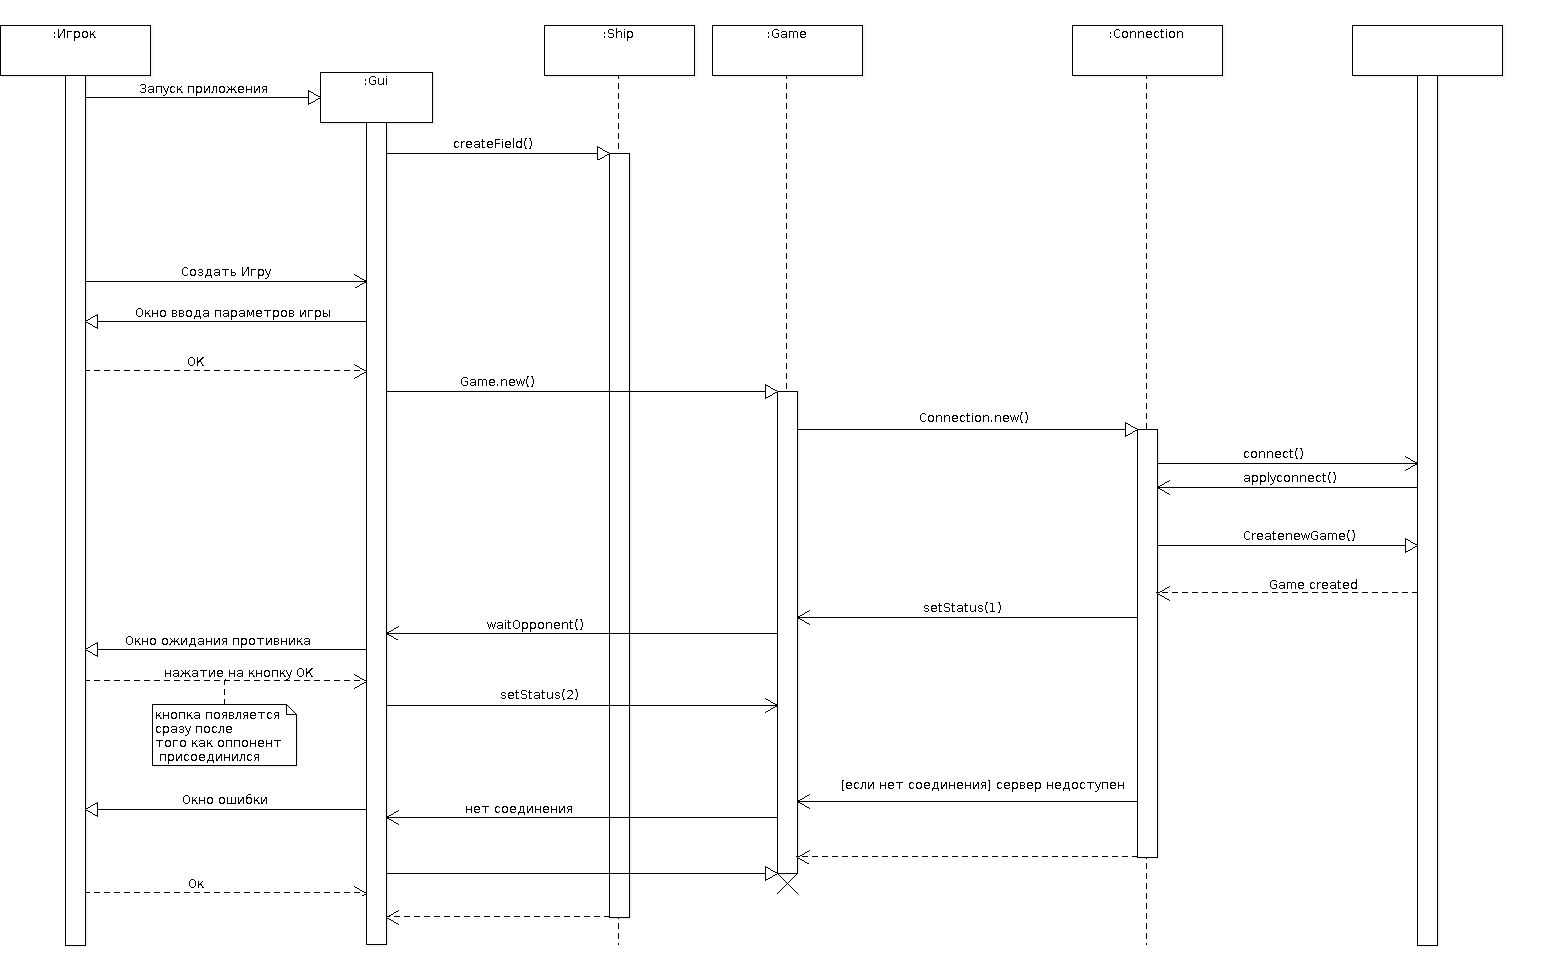 :Игрок
:Ship
:Game
:Connection
:Gui
Запуск приложения
createField()
Создать Игру
Окно ввода параметров игры
OK
Game.new()
Connection.new()
connect()
applyconnect()
CreatenewGame()
Game created
setStatus(1)
waitOpponent()
Окно ожидания противника
нажатие на кнопку OK
setStatus(2)
кнопка появляется
сразу после
того как оппонент
присоединился
[если нет соединения] сервер недоступен
Окно ошибки
нет соединения
Ок